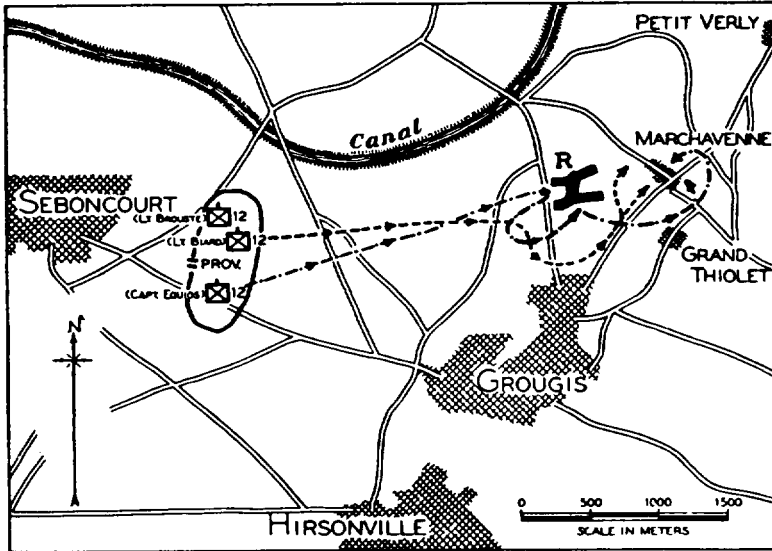 PETIT VERLY
Canal
MARCHAVENNE
R
SEBONCOURT
(LT BROUSTE) 12
(LT BIARD) 12
= PROV.
(CAPT. EQUIOS) 12
GRAND
THIOLET
N
GROUGIS
HIRSONVILLE
0 500 1000 1500
SCALE IN METERS